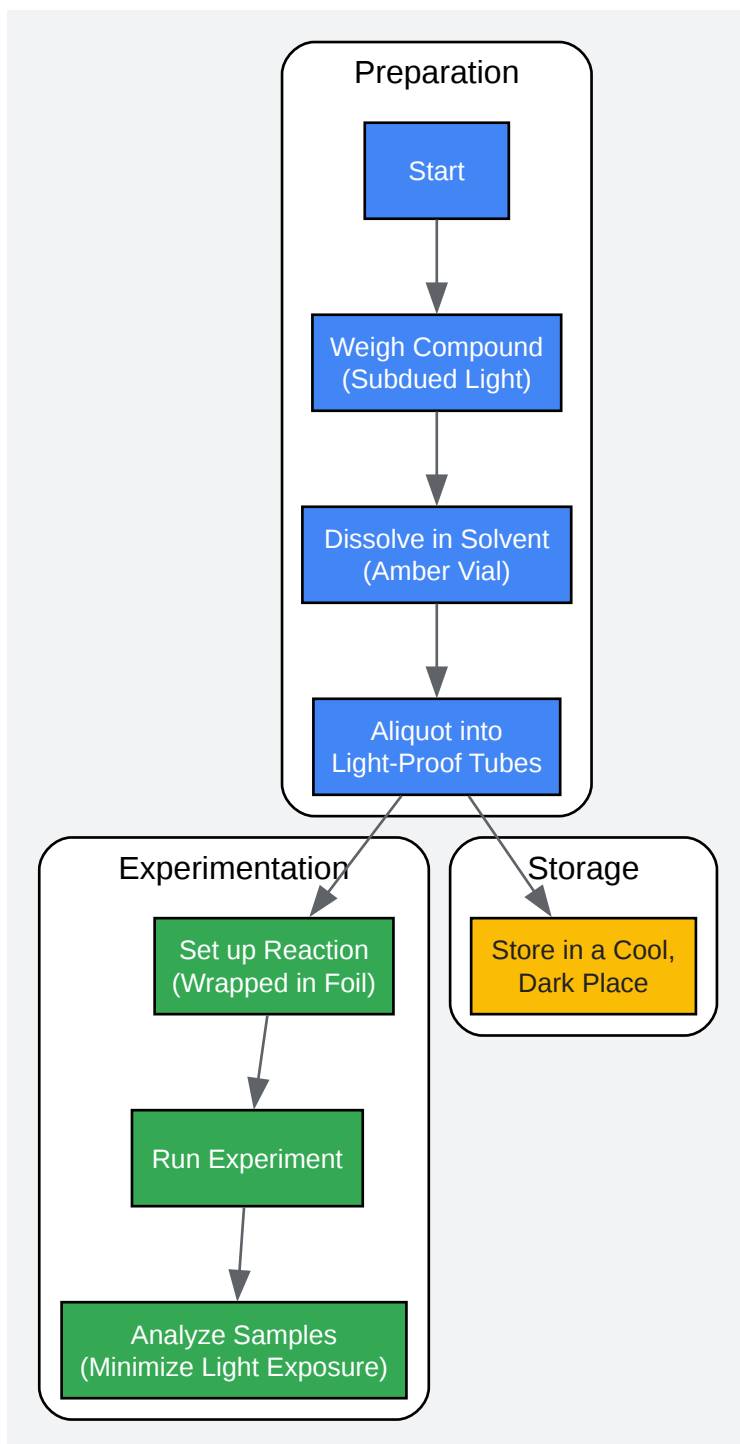 Preparation
Start
Weigh Compound
(Subdued Light)
Dissolve in Solvent
(Amber Vial)
Aliquot into
Light-Proof Tubes
Experimentation
Set up Reaction
(Wrapped in Foil)
Run Experiment
Analyze Samples
(Minimize Light Exposure)
Storage
Store in a Cool,
Dark Place